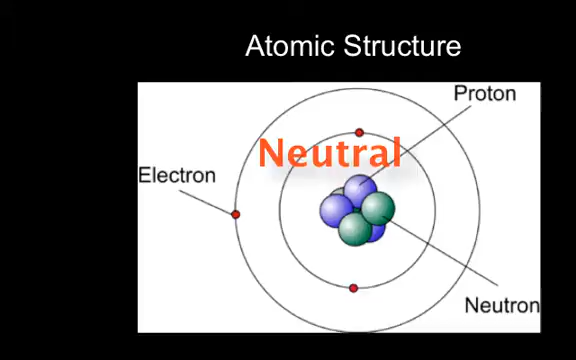 Atomic Structure
Proton
Neutral
Electron
Neutron